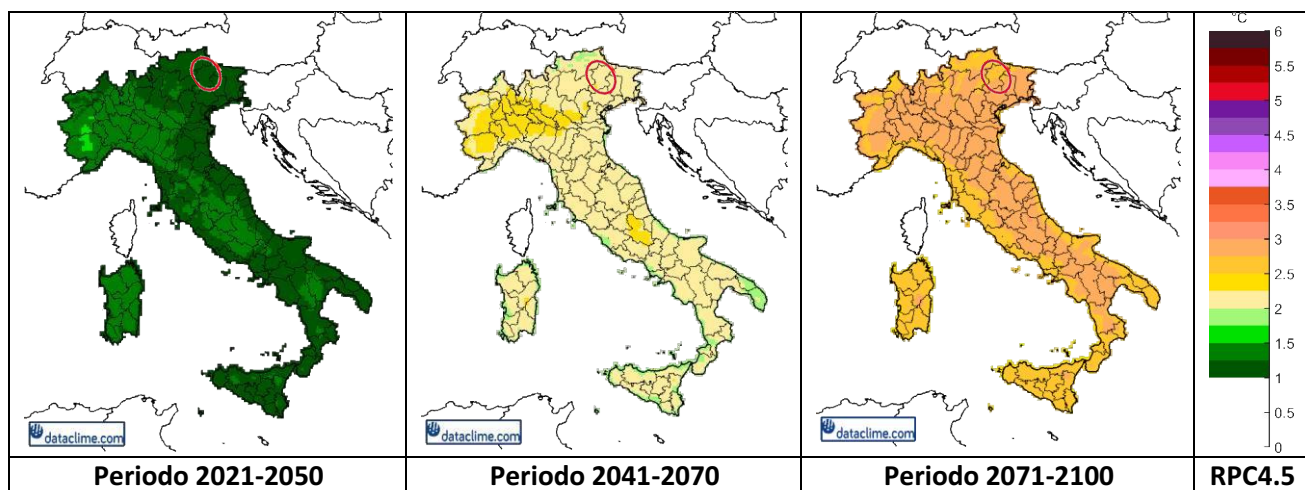 °C
6
5.5
5
4.5
4
3.5
3
2.5
2
1.5
1
0.5
0
dataclime.com
dataclime.com
dataclime.com
Periodo 2021-2050
Periodo 2041-2070
Periodo 2071-2100
RPC4.5